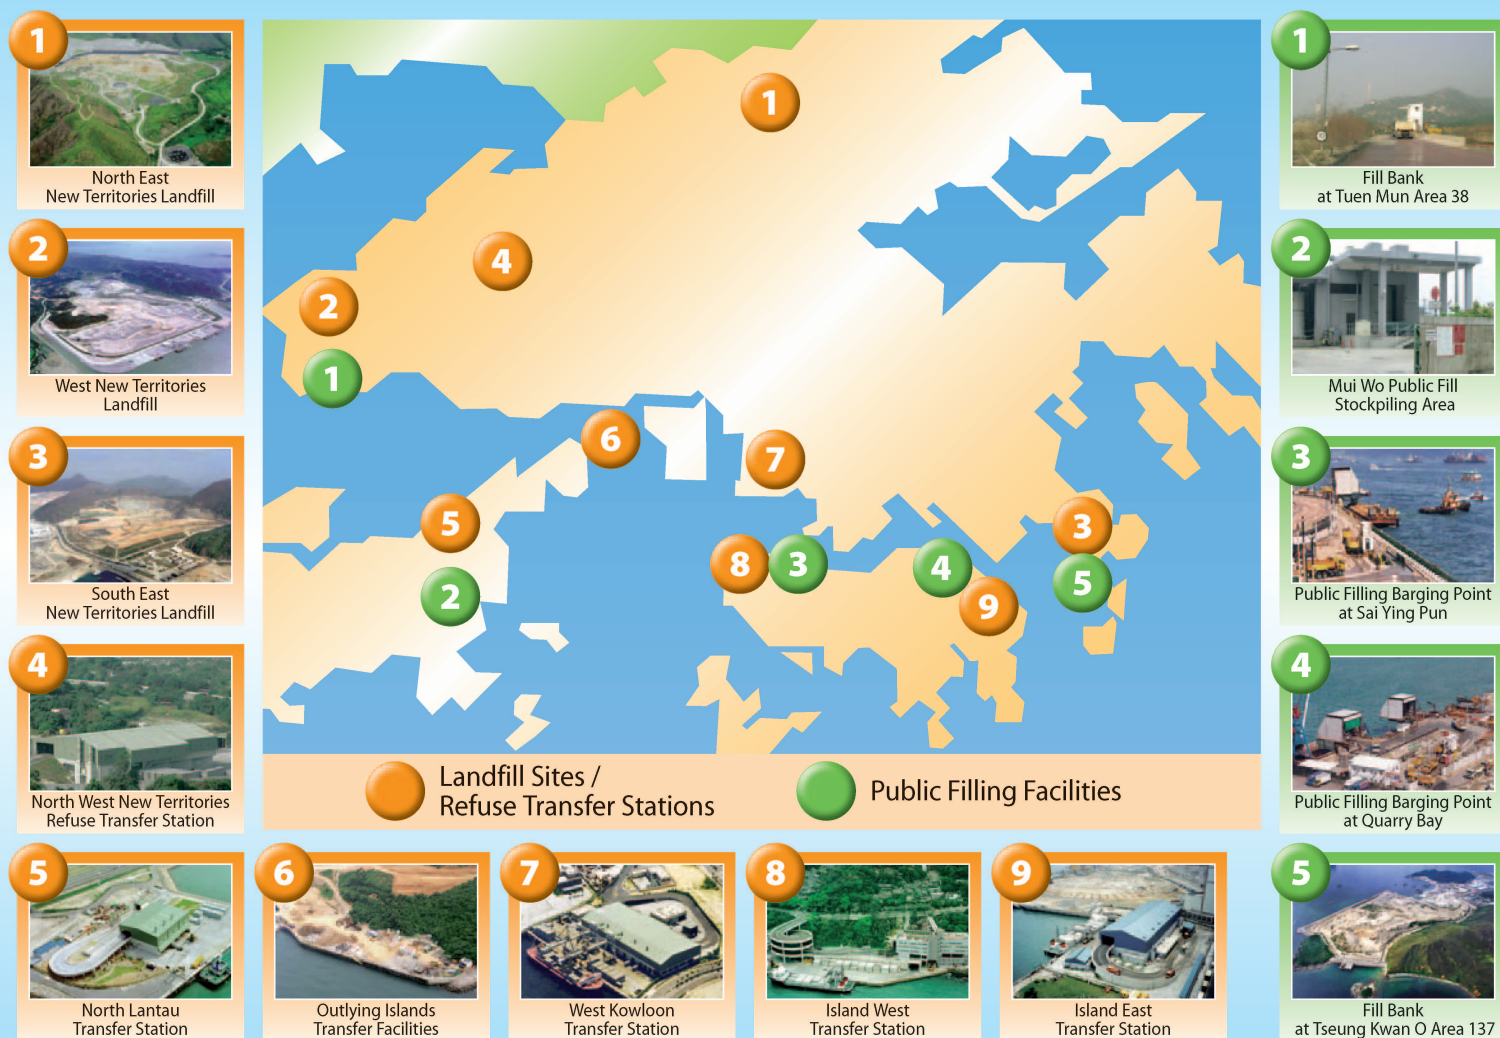 1
North East
New Territories Landfill
2
West New Territories
Landfill
3
South East
New Territories Landfill
4
North West New Territories
Refuse Transfer Station
5
North Lantau
Transfer Station
6
Outlying Islands
Transfer Facilities
7
West Kowloon
Transfer Station
8
Island West
Transfer Station
9
Island East
Transfer Station
1
4
2
1
6
7
5
3
8
3
4
5
2
9
Landfill Sites /
Refuse Transfer Stations
Public Filling Facilities
1
Fill Bank
at Tuen Mun Area 38
2
Mui Wo Public Fill
Stockpiling Area
3
Public Filling Barging Point
at Sai Ying Pun
4
Public Filling Barging Point
at Quarry Bay
5
Fill Bank
at Tseung Kwan O Area 137